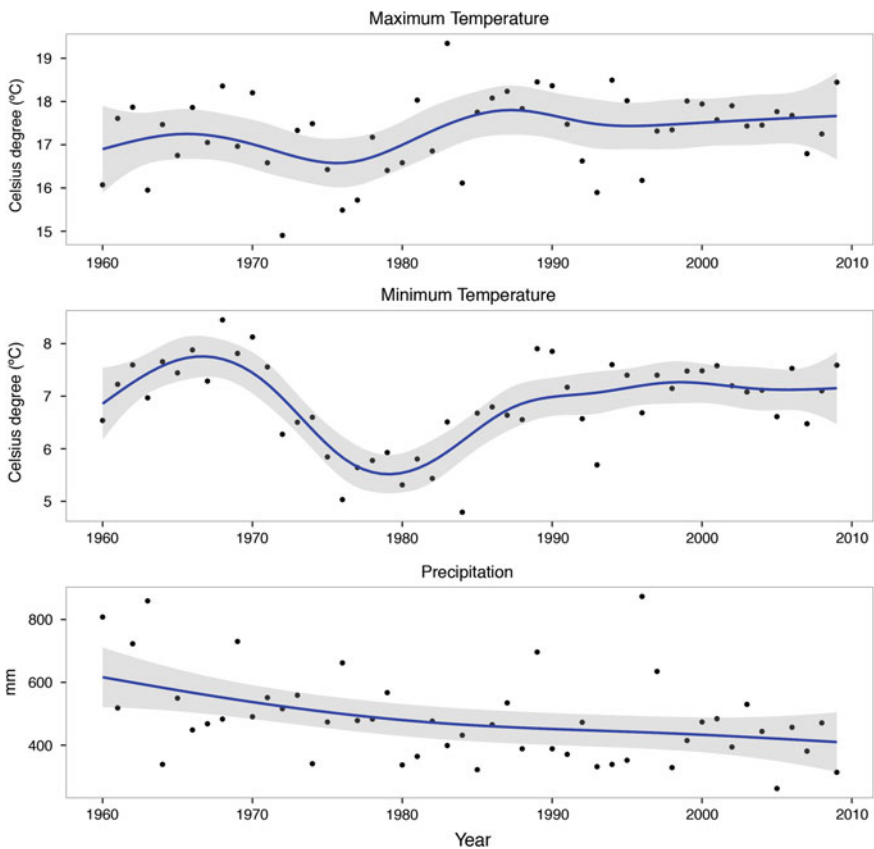 Maximum Temperature
Celsius degree (ºC)
19
18
17
16
15
1960 1970 1980 1990 2000 2010
Minimum Temperature
Celsius degree (ºC)
8
7
6
5
1960 1970 1980 1990 2000 2010
Precipitation
mm
800
600
400
1960 1970 1980 1990 2000 2010
Year